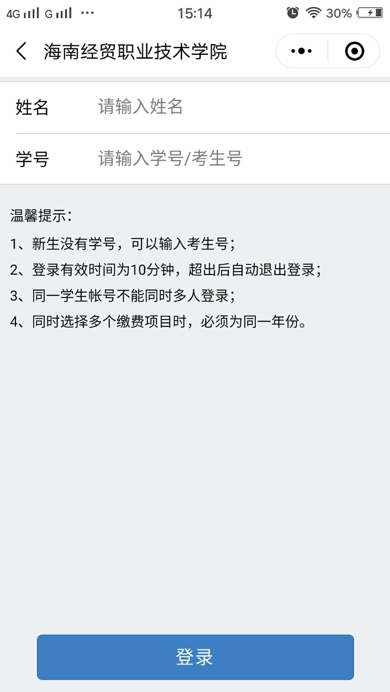 4G G ••• 15:14 30%
海南经贸职业技术学院
姓名 请输入姓名
学号 请输入学号/考生号
温馨提示：
1、新生没有学号，可以输入考生号；
2、登录有效时间为10分钟，超出后自动退出登录；
3、同一学生帐号不能同时多人登录；
4、同时选择多个缴费项目时，必须为同一年份。
登录